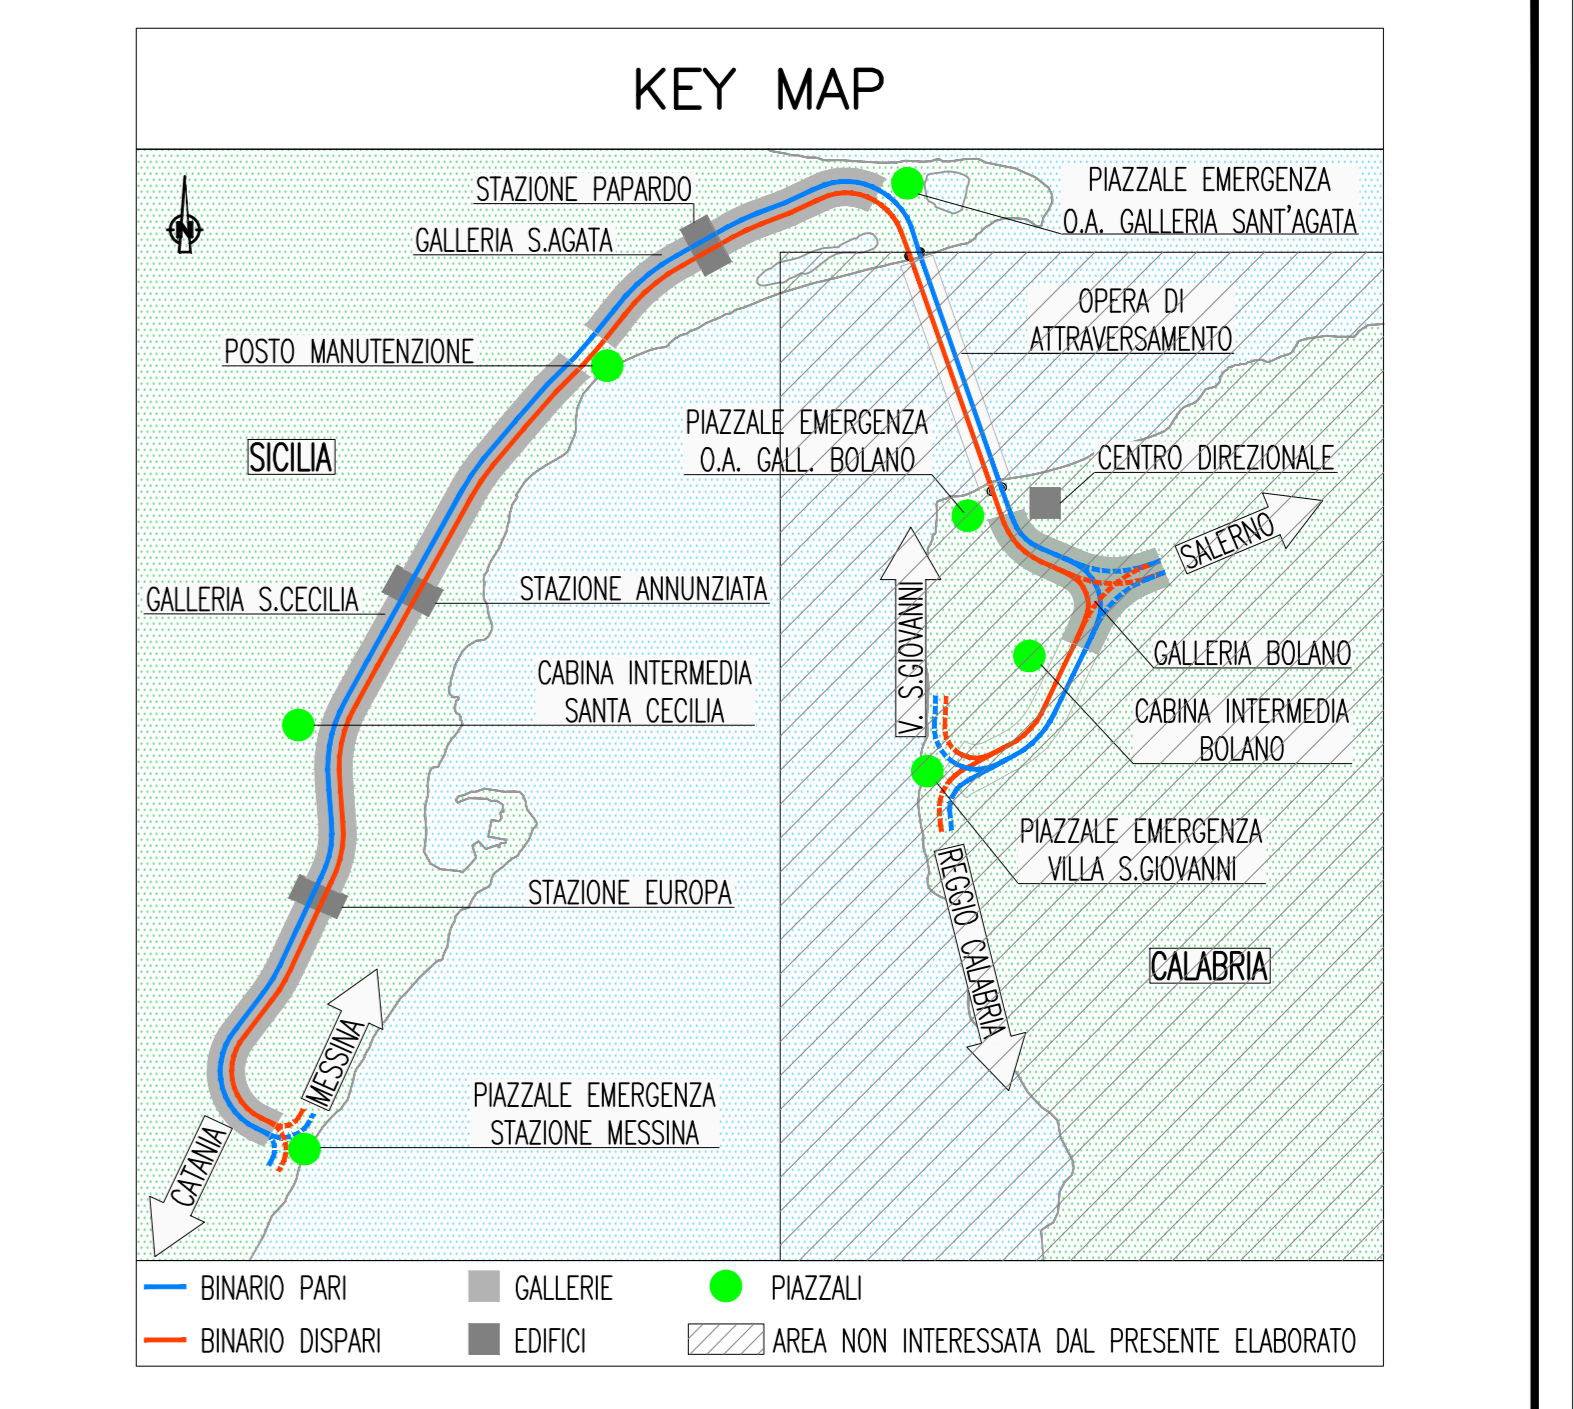 KEY MAP
N
STAZIONE PAPARDO
GALLERIA S.AGATA
PIAZZALE EMERGENZA
O.A. GALLERIA SANT'AGATA
OPERA DI
ATTRAVERSAMENTO
POSTO MANUTENZIONE
SICILIA
PIAZZALE EMERGENZA
O.A. GALL. BOLANO
CENTRO DIREZIONALE
SALERNO
GALLERIA S.CECILIA
STAZIONE ANNUNZIATA
V. S.GIOVANNI
GALLERIA BOLANO
CABINA INTERMEDIA
SANTA CECILIA
CABINA INTERMEDIA
BOLANO
PIAZZALE EMERGENZA
VILLA S.GIOVANNI
STAZIONE EUROPA
REGGIO CALABRIA
CALABRIA
MESSINA
CATANIA
PIAZZALE EMERGENZA
STAZIONE MESSINA
BINARIO PARI
GALLERIE
PIAZZALI
BINARIO DISPARI
EDIFICI
AREA NON INTERESSATA DAL PRESENTE ELABORATO